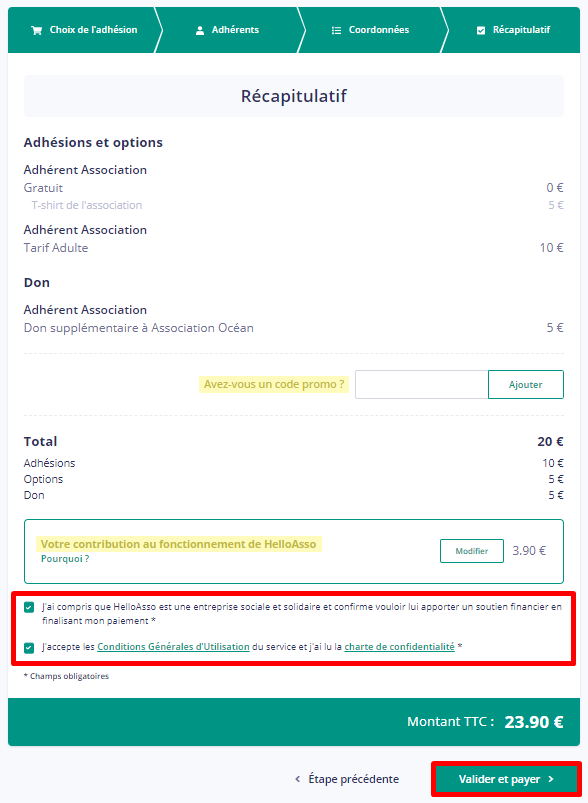 Choix de l'adhésion
Adhérents
Coordonnées
Récapitulatif
Récapitulatif
Adhésions et options
Adhérent Association
Gratuit 0 €
T-shirt de l'association 5 €
Adhérent Association
Tarif Adulte 10 €
Don
Adhérent Association
Don supplémentaire à Association Océan 5 €
Avez-vous un code promo ? Ajouter
Total 20 €
Adhésions 10 €
Options 5 €
Don 5 €
Votre contribution au fonctionnement de HelloAsso
Pourquoi ?
Modifier 3.90 €
J'ai compris que HelloAsso est une entreprise sociale et solidaire et confirme vouloir lui apporter un soutien financier en
finalisant mon paiement *
J'accepte les Conditions Générales d'Utilisation du service et j'ai lu la charte de confidentialité *
* Champs obligatoires
Montant TTC : 23.90 €
Étape précédente
Valider et payer